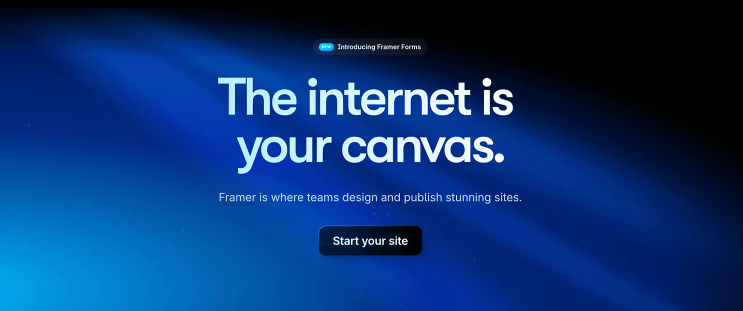 NEW Introducing Framer Forms
The internet is
your canvas.
Framer is where teams design and publish stunning sites.
Start your site